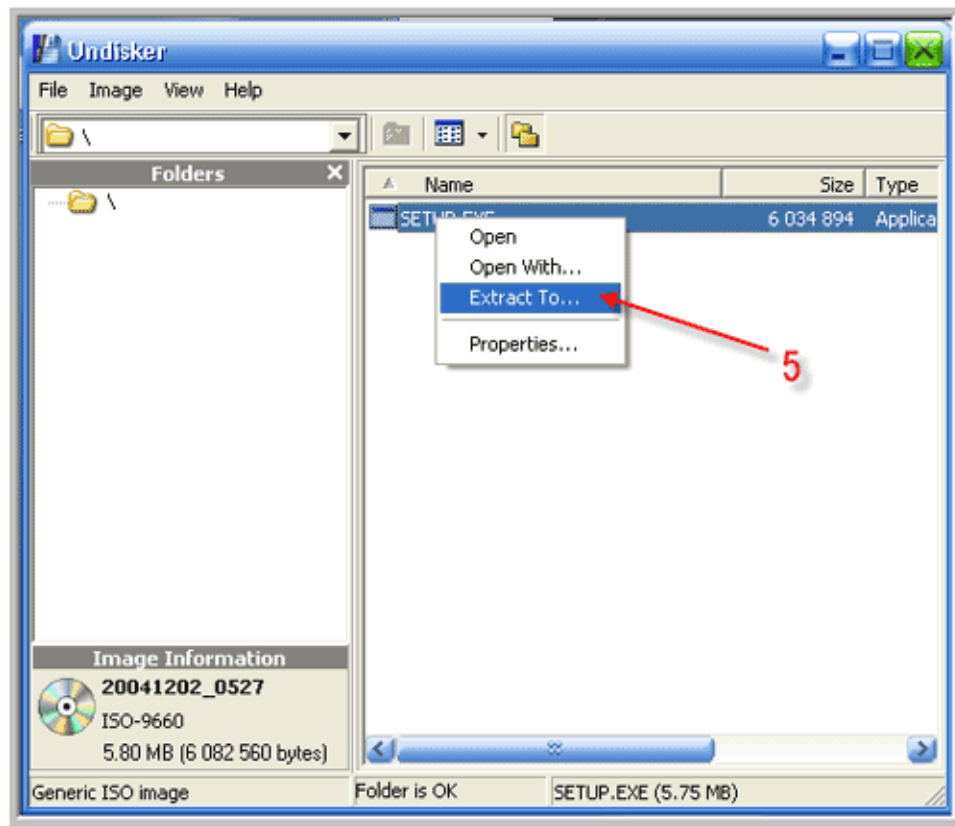 Undisker
File Image View Help
\
Folders
\
Name Size Type
SETUP.EXE 6 034 894 Applica
Open
Open With...
Extract To...
Properties...
5
Image Information
20041202_0527
ISO-9660
5.80 MB (6 082 560 bytes)
Generic ISO image Folder is OK SETUP.EXE (5.75 MB)